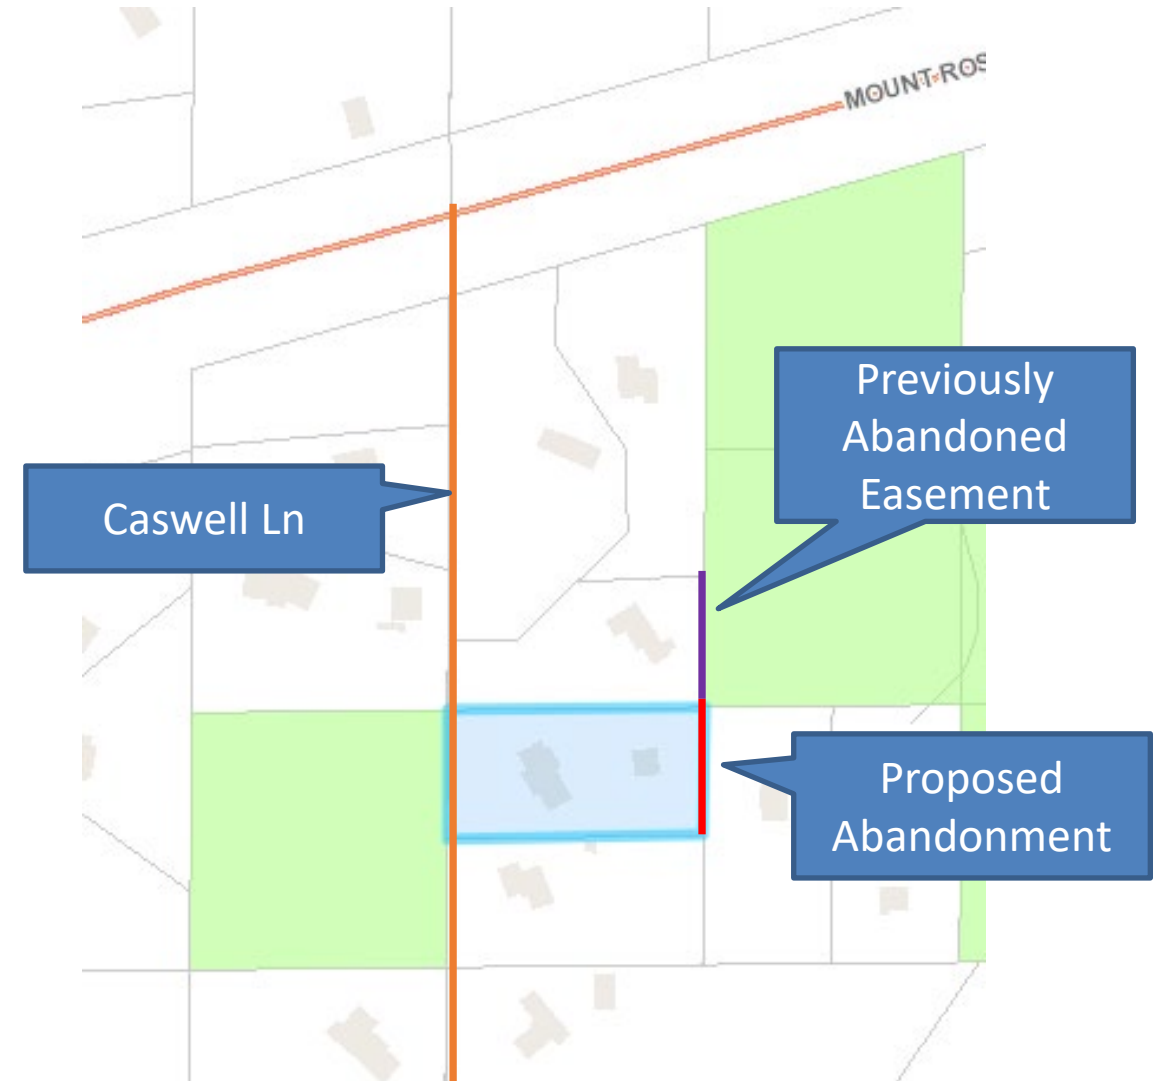 MOUNT ROS
Previously
Abandoned
Easement
Caswell Ln
Proposed
Abandonment